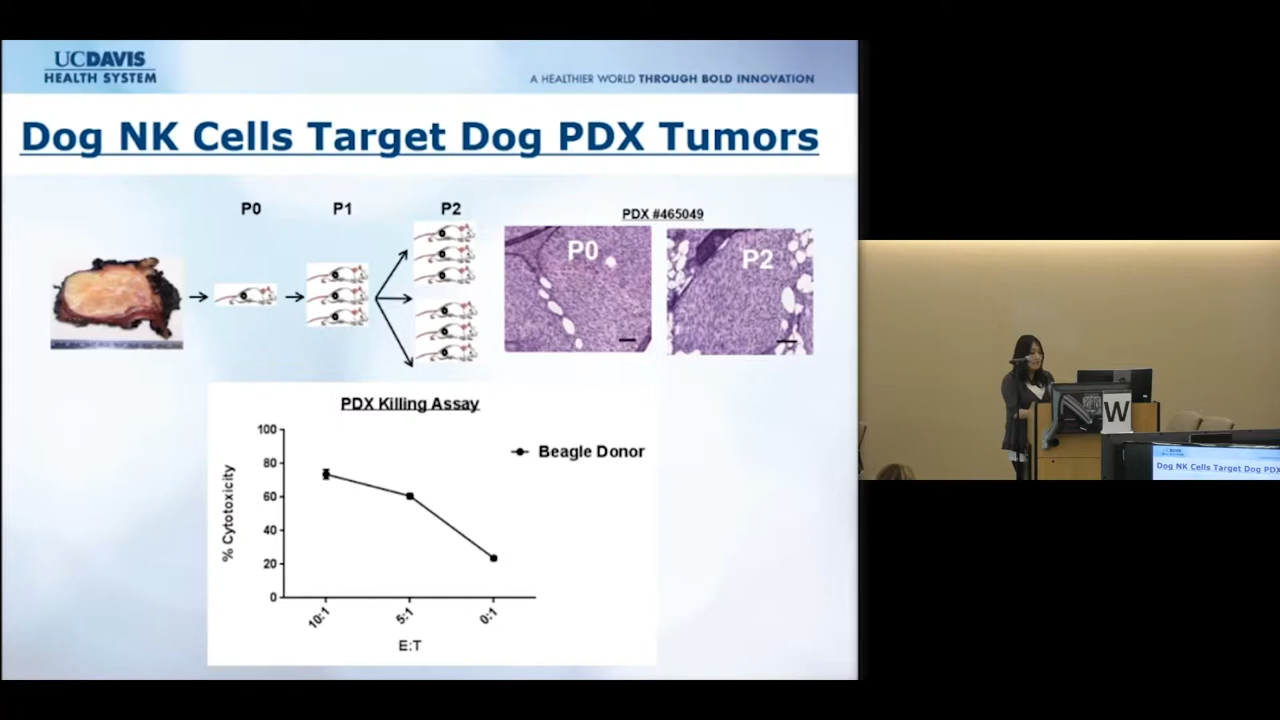 UCDAVIS
HEALTH SYSTEM
A HEALTHIER WORLD THROUGH BOLD INNOVATION
Dog NK Cells Target Dog PDX Tumors
P0
P1
P2
PDX #465049
P0
P2
PDX Killing Assay
Beagle Donor
% Cytotoxicity
100
80
60
40
20
0
10:1
5:1
0:1
E:T
W
Dog NK Cells Target Dog PDX